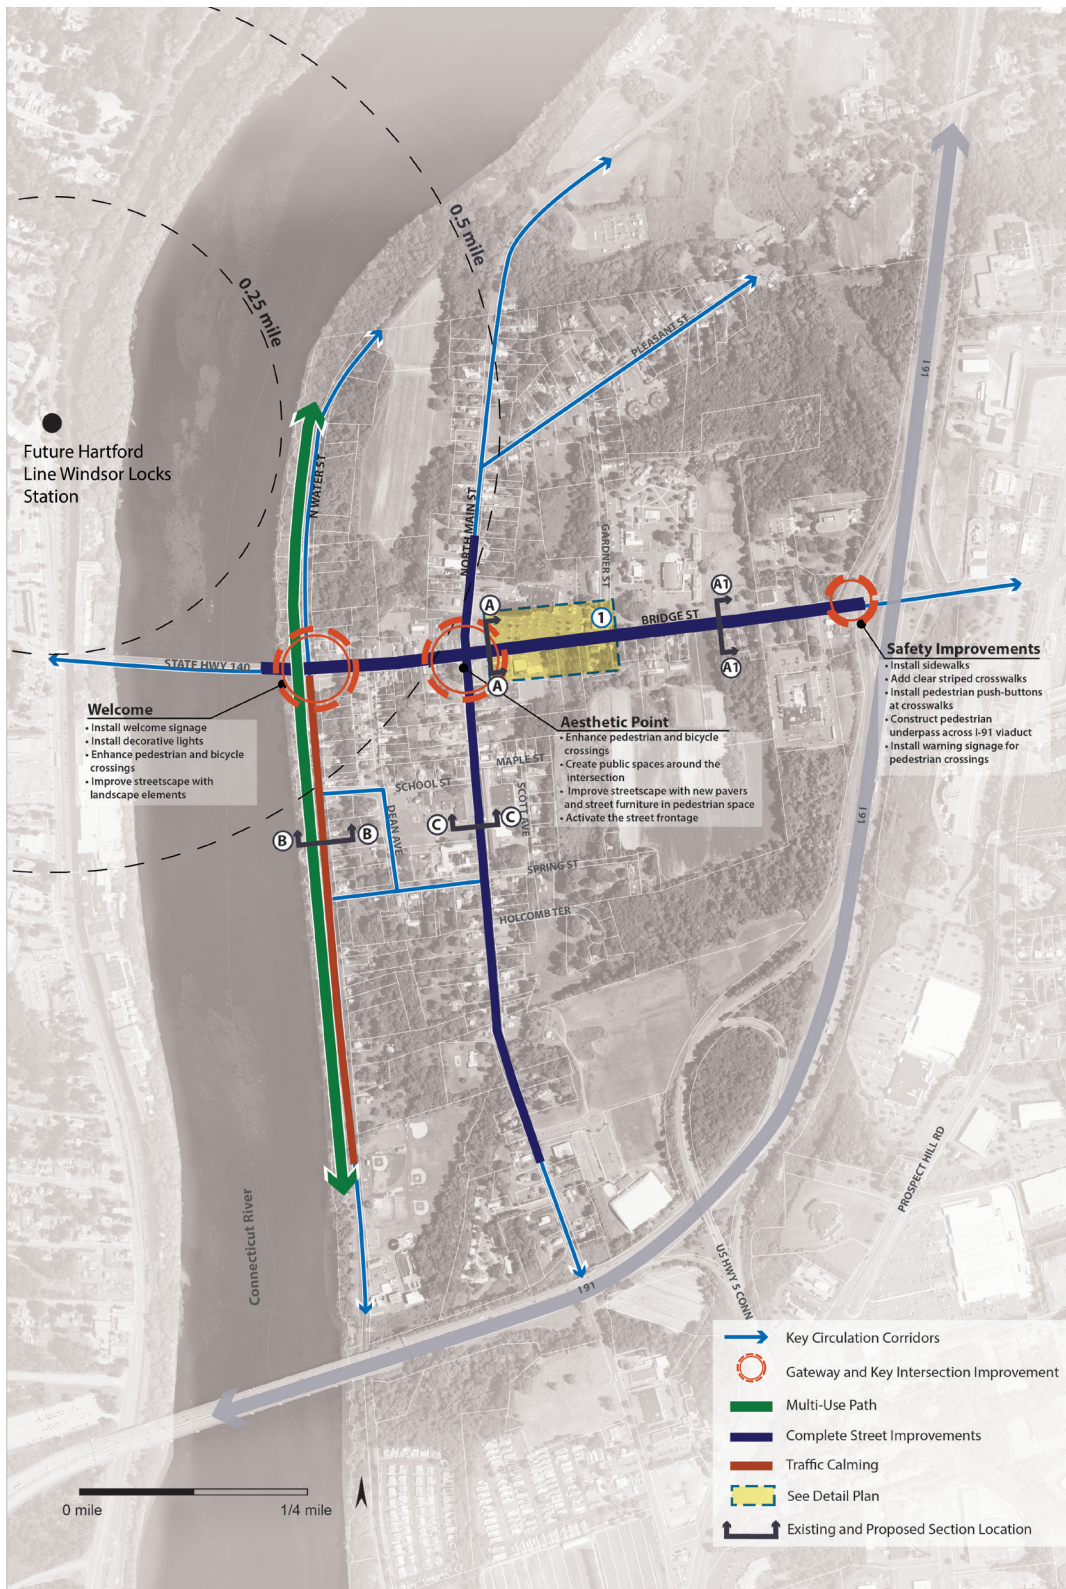 0.5 mile
0.25 mile
PLEASANT ST
I 91
Future Hartford
Line Windsor Locks
Station
N WATER ST
NORTH MAIN ST
GARDNER ST
A1
A
1
BRIDGE ST
STATE HWY 140
A1
A
Safety Improvements
• Install sidewalks
• Add clear striped crosswalks
• Install pedestrian push-buttons
at crosswalks
• Construct pedestrian
underpass across I-91 viaduct
• Install warning signage for
pedestrian crossings
Welcome
• Install welcome signage
• Install decorative lights
• Enhance pedestrian and bicycle
crossings
• Improve streetscape with
landscape elements
Aesthetic Point
• Enhance pedestrian and bicycle
crossings
• Create public spaces around the
intersection
• Improve streetscape with new pavers
and street furniture in pedestrian space
• Activate the street frontage
MAPLE ST
SCHOOL ST
SCOTT AVE
DEAN AVE
I 91
B
B
C
C
SPRING ST
HOLCOMB TER
PROSPECT HILL RD
Connecticut River
US HWY 5 CONN
I 91
Key Circulation Corridors
Gateway and Key Intersection Improvement
Multi-Use Path
Complete Street Improvements
Traffic Calming
See Detail Plan
Existing and Proposed Section Location
0 mile
1/4 mile